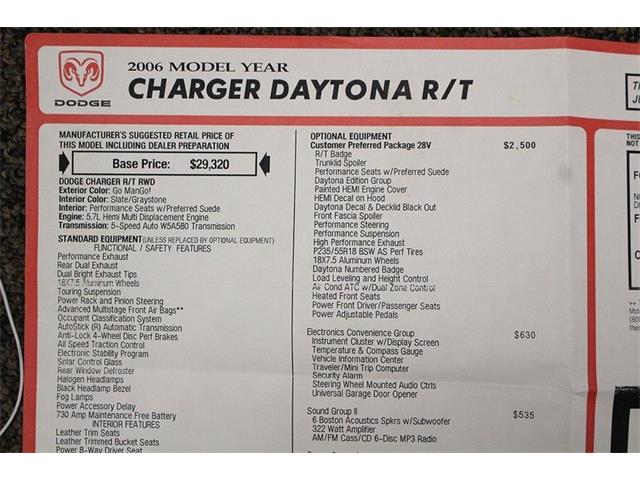 DODGE
2006 MODEL YEAR
CHARGER DAYTONA R/T
MANUFACTURER'S SUGGESTED RETAIL PRICE OF
THIS MODEL INCLUDING DEALER PREPARATION
Base Price: $29,320
DODGE CHARGER R/T RWD
Exterior Color: Go ManGo!
Interior Color: Slate/Graystone
Interior: Performance Seats w/Preferred Suede
Engine: 5.7L Hemi Multi Displacement Engine
Transmission: 5-Speed Auto W5A580 Transmission
STANDARD EQUIPMENT(UNLESS REPLACED BY OPTIONAL EQUIPMENT)
FUNCTIONAL / SAFETY FEATURES
Performance Exhaust
Rear Dual Exhaust
Dual Bright Exhaust Tips
18X7.5 Aluminum Wheels
Touring Suspension
Power Rack and Pinion Steering
Advanced Multistage Front Air Bags**
Occupant Classification System
AutoStick (R) Automatic Transmission
Anti-Lock 4-Wheel Disc Perf Brakes
All Speed Traction Control
Electronic Stability Program
Solar Control Glass
Rear Window Defroster
Halogen Headlamps
Black Headlamp Bezel
Fog Lamps
Power Accessory Delay
730 Amp Maintenance Free Battery
INTERIOR FEATURES
Leather Trim Seats
Leather Trimmed Bucket Seats
Power 8-Way Driver Seat
OPTIONAL EQUIPMENT
Customer Preferred Package 28V $2,500
R/T Badge
Trunklid Spoiler
Performance Seats w/Preferred Suede
Daytona Edition Group
Painted HEMI Engine Cover
HEMI Decal on Hood
Daytona Decal & Decklid Black Out
Front Fascia Spoiler
Performance Steering
Performance Suspension
High Performance Exhaust
P235/55R18 BSW AS Perf Tires
18X7.5 Aluminum Wheels
Daytona Numbered Badge
Load Leveling and Height Control
Air Cond ATC w/Dual Zone Control
Heated Front Seats
Power Front Driver/Passenger Seats
Power Adjustable Pedals
Electronics Convenience Group $630
Instrument Cluster w/Display Screen
Temperature & Compass Gauge
Vehicle Information Center
Traveler/Mini Trip Computer
Security Alarm
Steering Wheel Mounted Audio Ctrls
Universal Garage Door Opener
Sound Group II $535
6 Boston Acoustics Spkrs w/Subwoofer
322 Watt Amplifier
AM/FM Cass/CD 6-Disc MP3 Radio
THIS
NOT